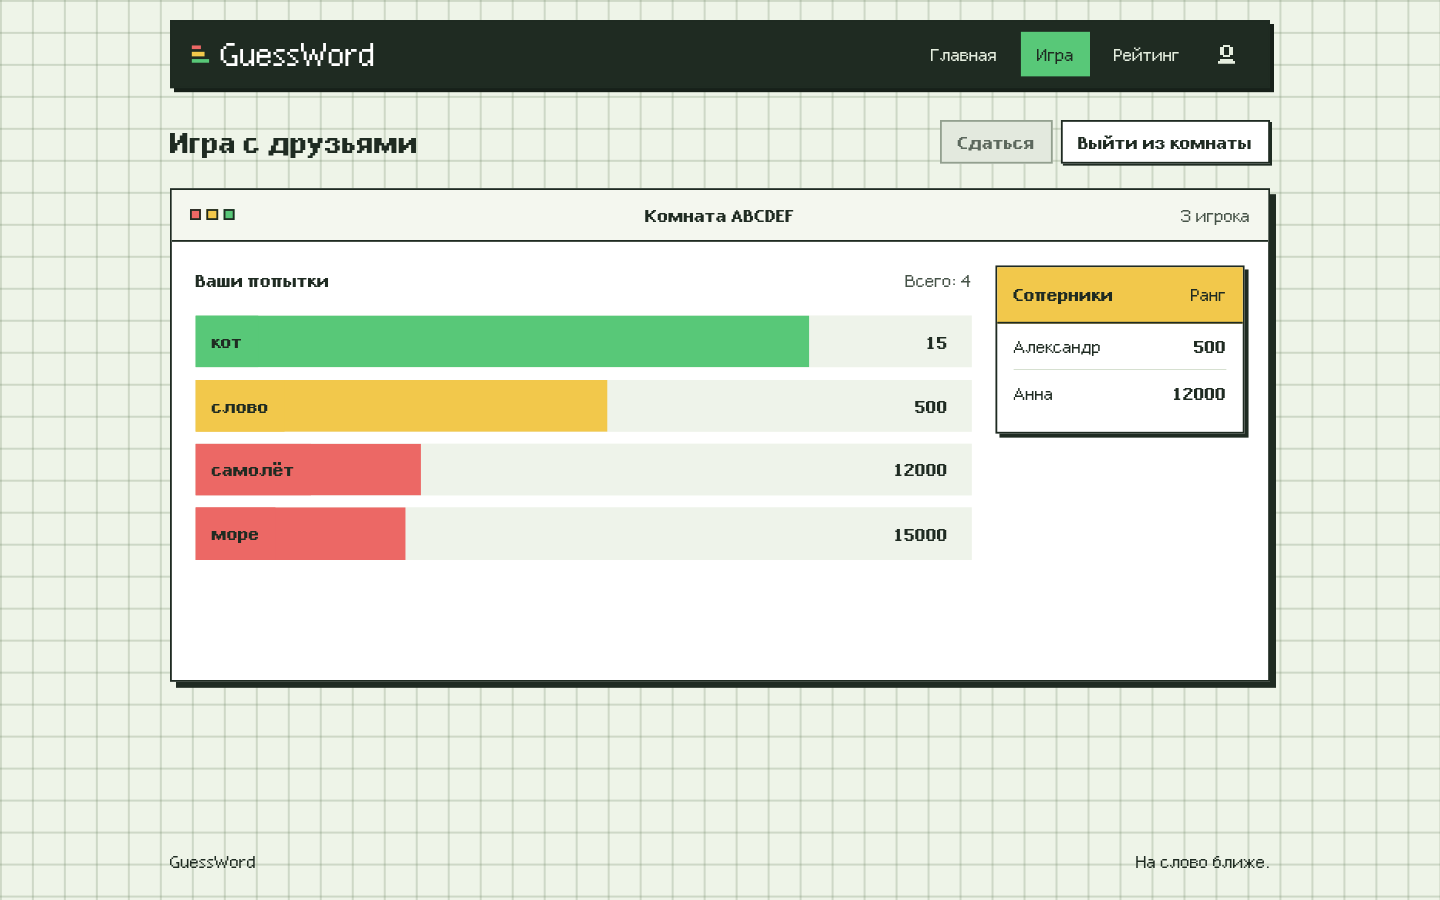 GuessWord
Главная Игра Рейтинг
Игра с друзьями
Сдаться Выйти из комнаты
Комната ABCDEF 3 игрока
Ваши попытки Всего: 4
кот 15
слово 500
самолёт 12000
море 15000
Соперники Ранг
Александр 500
Анна 12000
GuessWord
На слово ближе.